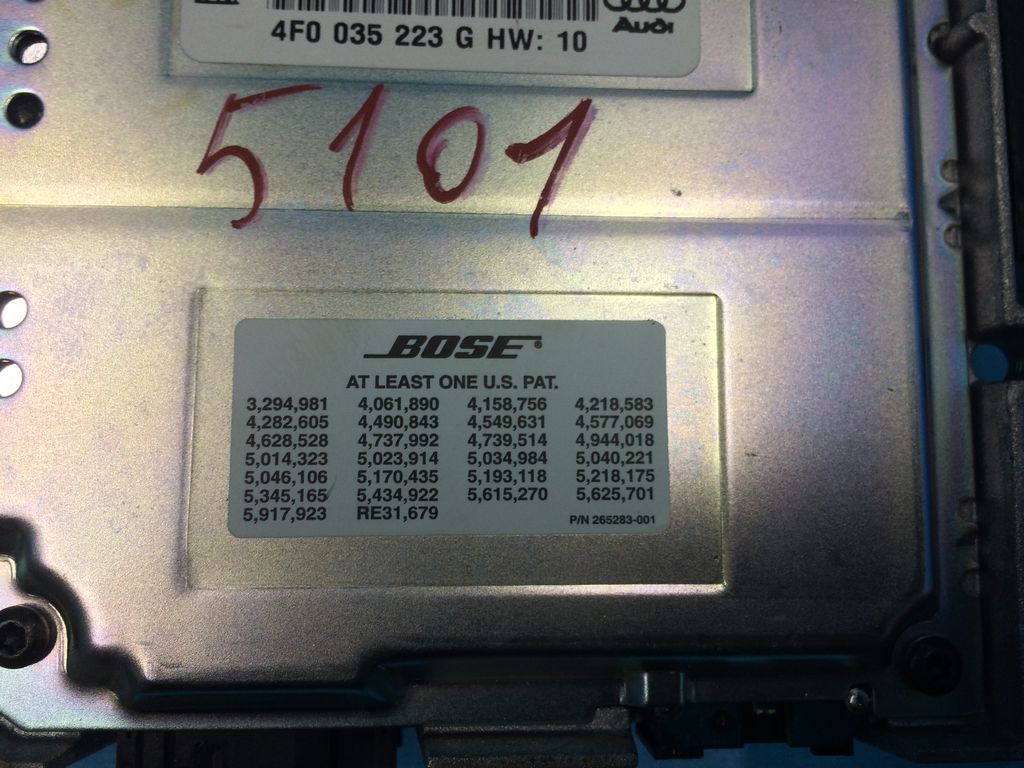 4F0 035 223 G HW: 10
Audi
5101
BOSE®
AT LEAST ONE U.S. PAT.
3,294,981 4,061,890 4,158,756 4,218,583
4,282,605 4,490,843 4,549,631 4,577,069
4,628,528 4,737,992 4,739,514 4,944,018
5,014,323 5,023,914 5,034,984 5,040,221
5,046,106 5,170,435 5,193,118 5,218,175
5,345,165 5,434,922 5,615,270 5,625,701
5,917,923 RE31,679 P/N 265283-001